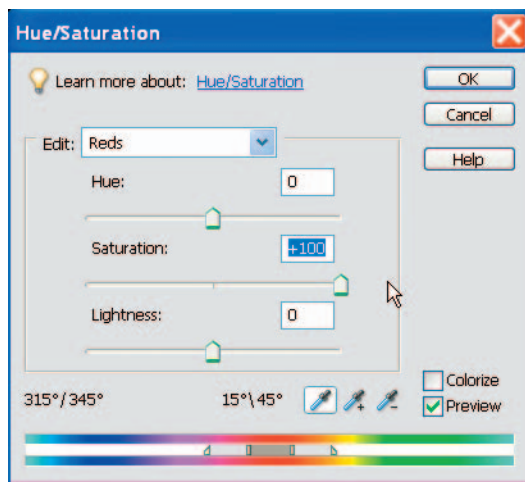 Hue/Saturation
Learn more about: Hue/Saturation
OK
Cancel
Help
Edit: Reds
Hue: 0
Saturation: +100
Lightness: 0
Colorize
Preview
315°/345° 15°\45°